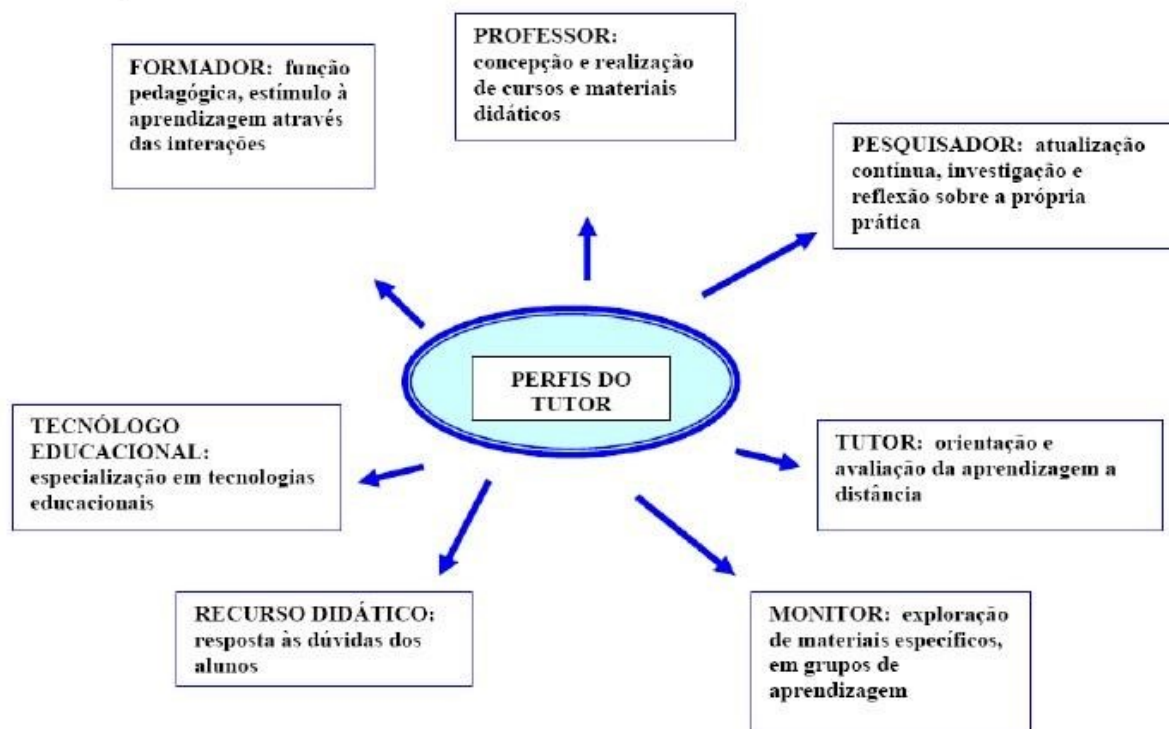 FORMADOR: função
pedagógica, estímulo à
aprendizagem através
das interações
PROFESSOR:
concepção e realização
de cursos e materiais
didáticos
PESQUISADOR: atualização
contínua, investigação e
reflexão sobre a própria
prática
PERFIS DO
TUTOR
TECNÓLOGO
EDUCACIONAL:
especialização em tecnologias
educacionais
TUTOR: orientação e
avaliação da aprendizagem a
distância
RECURSO DIDÁTICO:
resposta às dúvidas dos
alunos
MONITOR: exploração
de materiais específicos,
em grupos de
aprendizagem